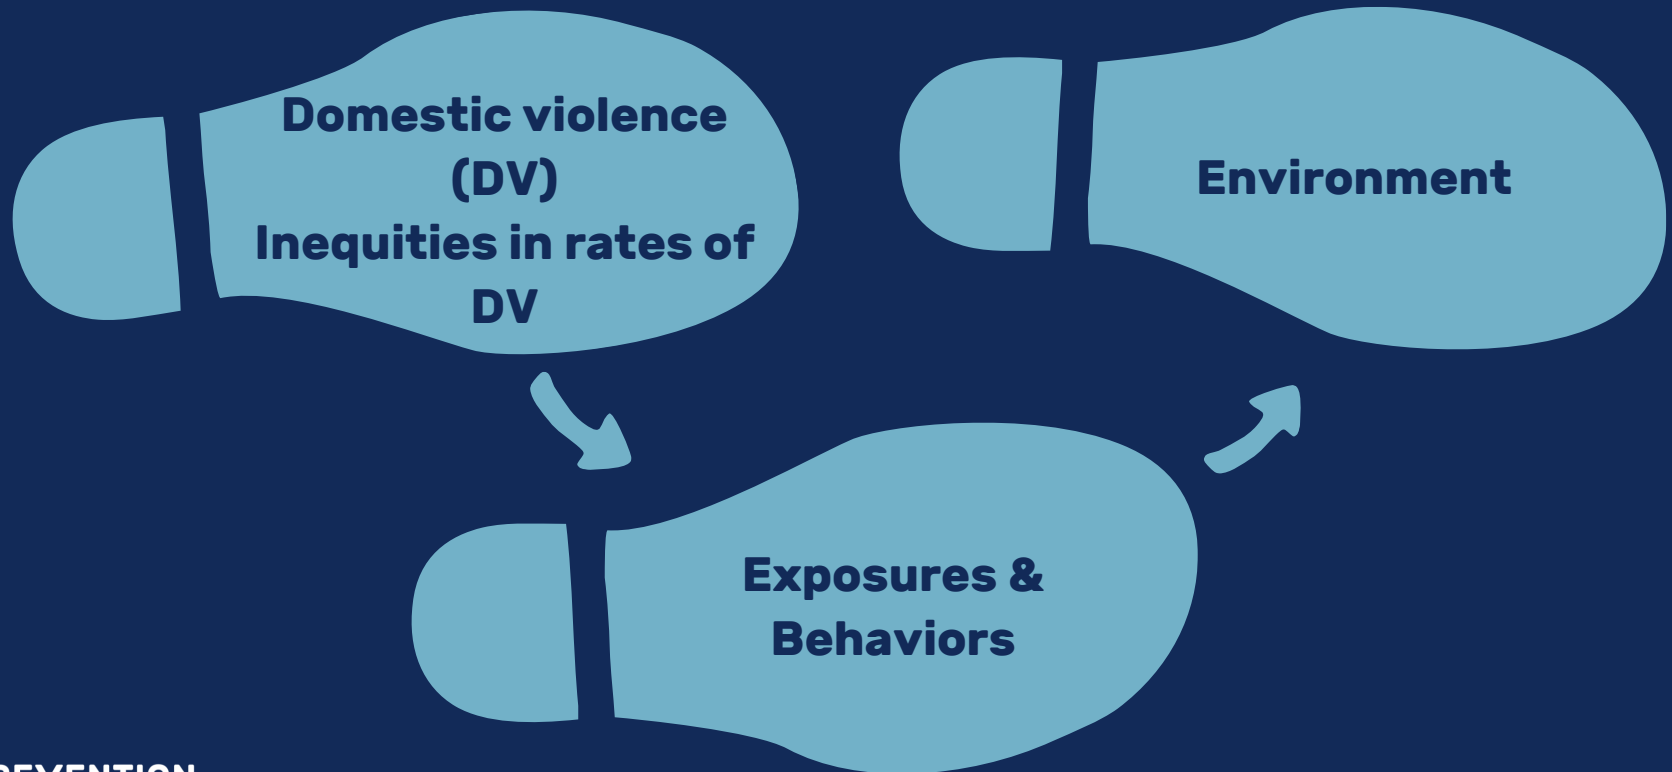 Domestic violence
(DV)
Inequities in rates of
DV
Environment
Exposures &
Behaviors